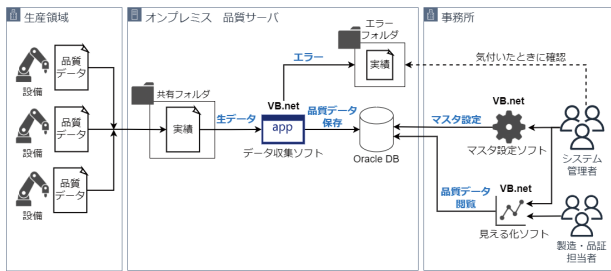 生産領域
品質
データ
設備
品質
データ
設備
品質
データ
設備
オンプレミス 品質サーバ
共有フォルダ
実績
生データ
VB.net
app
データ収集ソフト
エラー
エラー
フォルダ
実績
品質データ
保存
Oracle DB
事務所
気付いたときに確認
マスタ設定
VB.net
マスタ設定ソフト
システム
管理者
品質データ
閲覧
VB.net
見える化ソフト
製造・品証
担当者